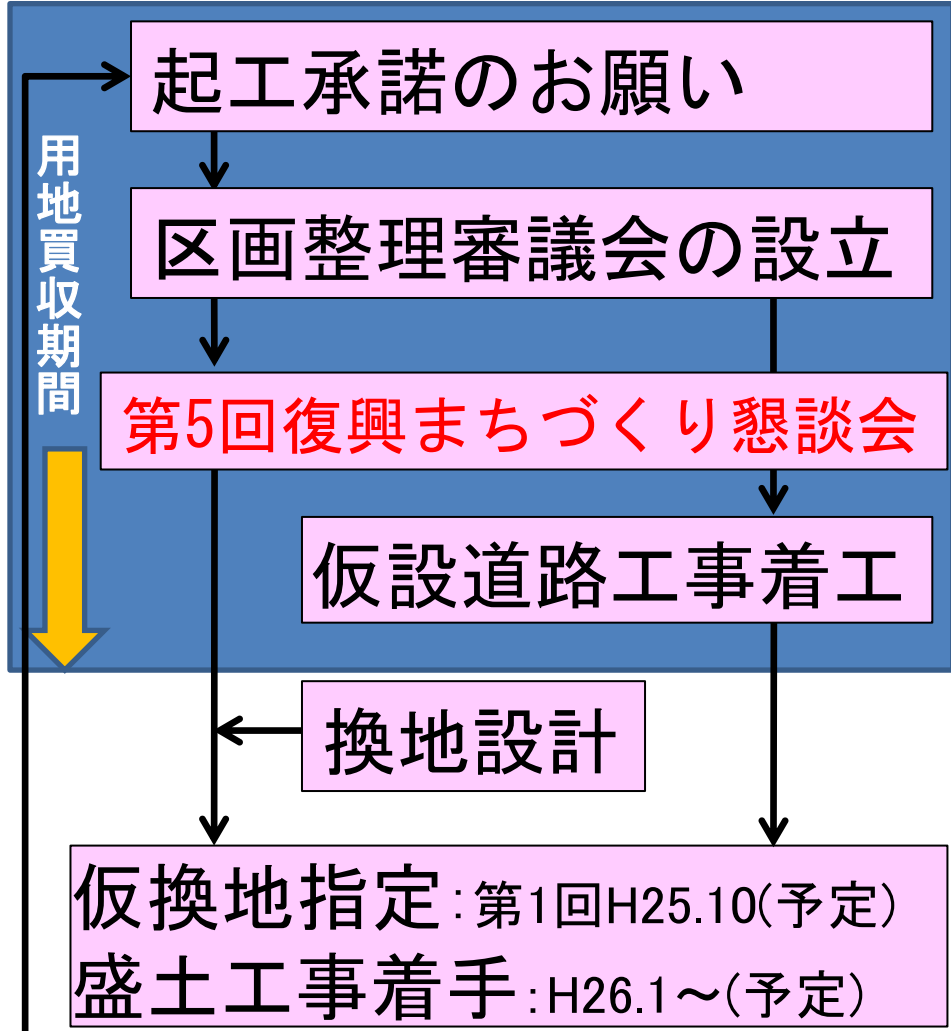 起工承諾のお願い
用地買収期間
区画整理審議会の設立
第5回復興まちづくり懇談会
仮設道路工事着工
換地設計
仮換地指定:第1回H25.10(予定)
盛土工事着手:H26.1～(予定)